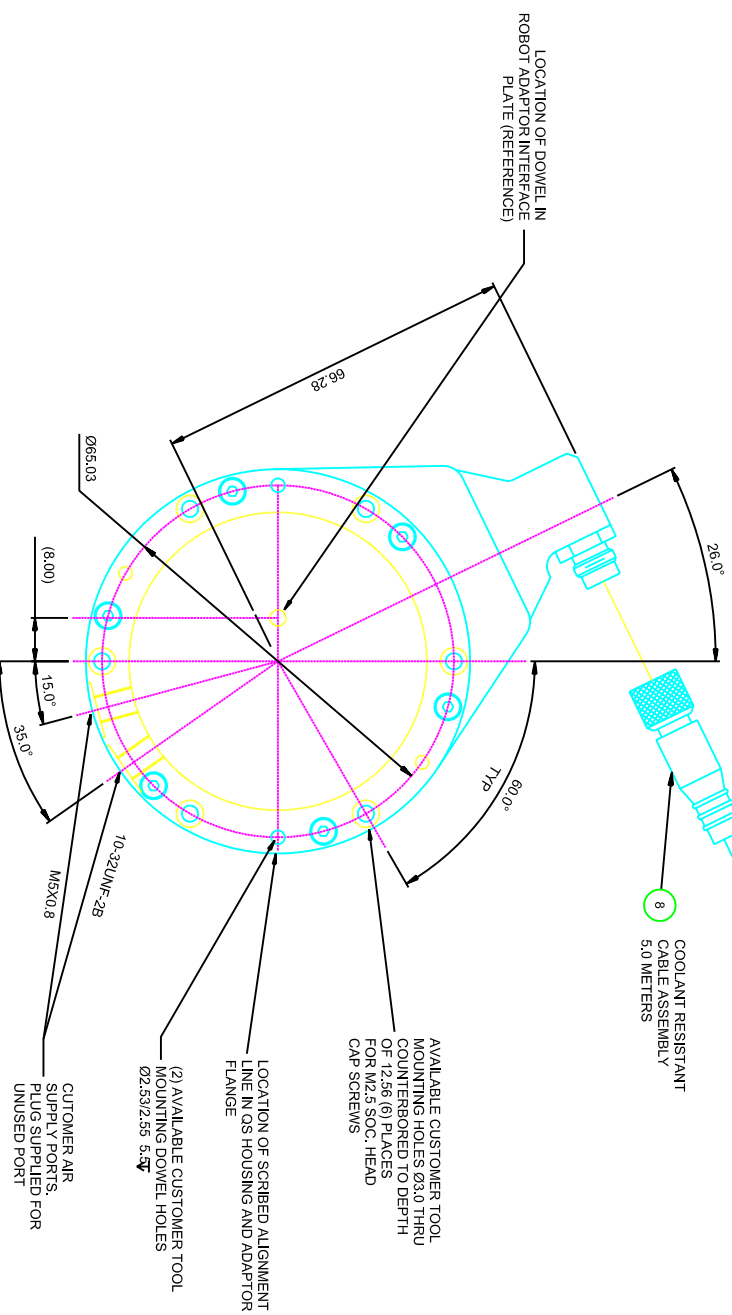 LOCATION OF DOWEL IN
ROBOT ADAPTOR INTERFACE
PLATE (REFERENCE)
66.28
26.0°
Ø65.03
(8.00)
15.0°
35.0°
60.0°
TYP
10-32UNF-2B
M5X0.8
8
COOLANT RESISTANT
CABLE ASSEMBLY
5.0 METERS
AVAILABLE CUSTOMER TOOL
MOUNTING HOLES Ø3.0 THRU
COUNTERBORED TO DEPTH
OF 12.56 (6) PLACES
FOR M2.5 SOC. HEAD
CAP SCREWS
LOCATION OF SCRIBED ALIGNMENT
LINE IN QS HOUSING AND ADAPTOR
FLANGE
(2) AVAILABLE CUSTOMER TOOL
MOUNTING DOWEL HOLES
Ø2.53/2.55 5.5
CUTOMER AIR
SUPPLY PORTS.
PLUG SUPPLIED FOR
UNUSED PORT